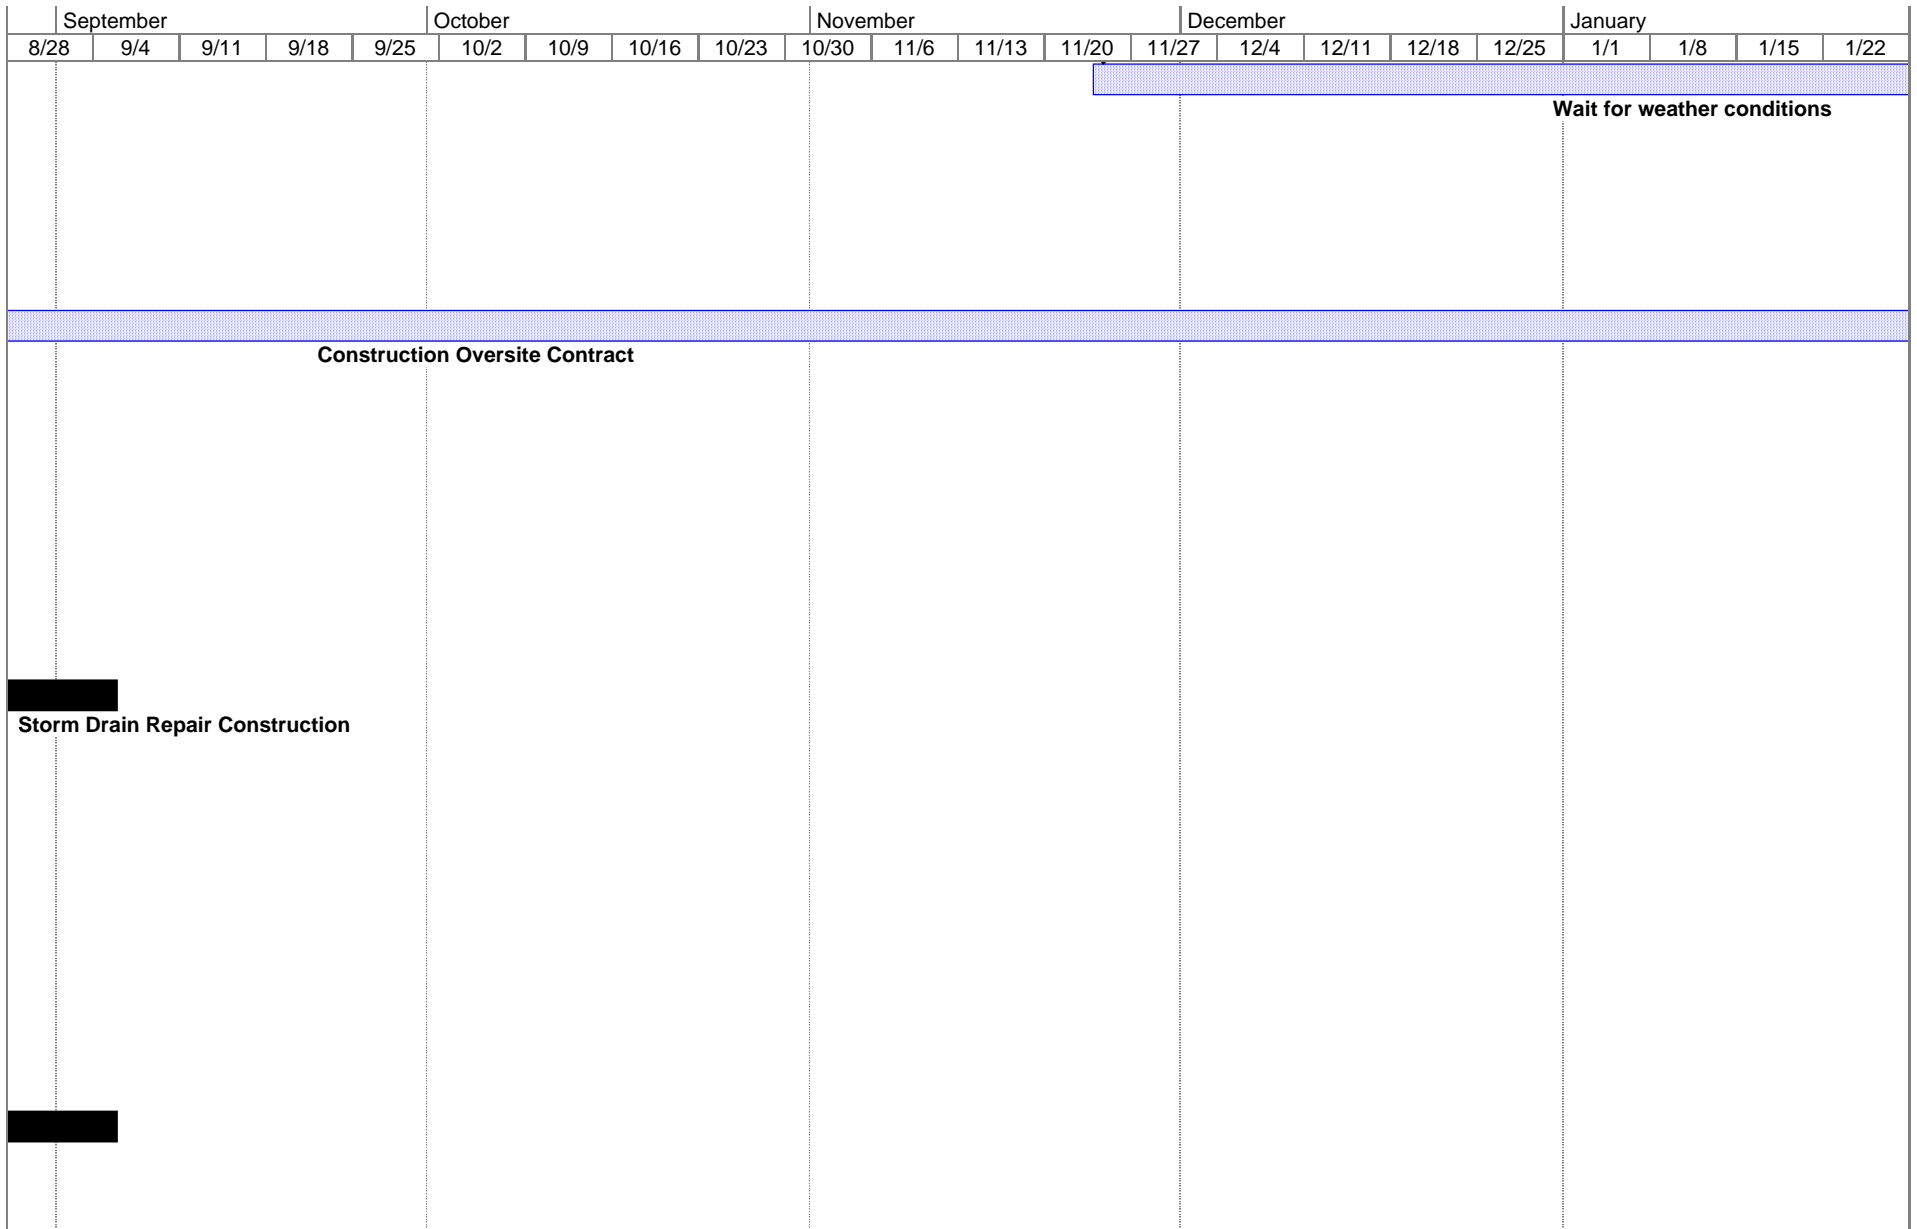 September October November December January
8/28 9/4 9/11 9/18 9/25 10/2 10/9 10/16 10/23 10/30 11/6 11/13 11/20 11/27 12/4 12/11 12/18 12/25 1/1 1/8 1/15 1/22
Wait for weather conditions
Construction Oversite Contract
Storm Drain Repair Construction